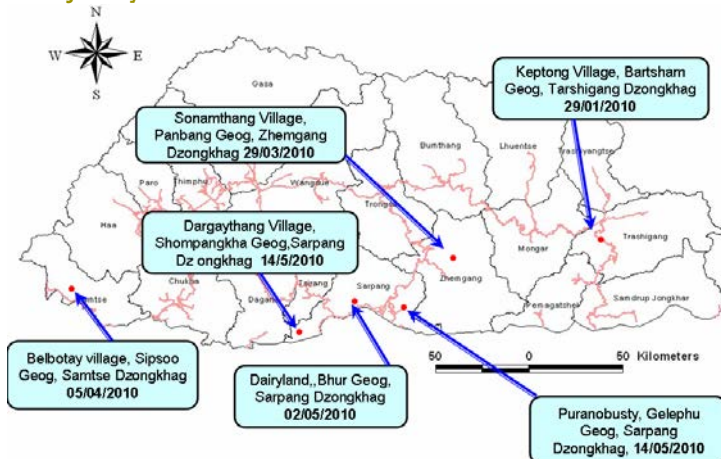 N
W E
S
Keptong Village, Bartsham
Geog, Tarshigang Dzongkhag
29/01/2010
Sonamthang Village,
Panbang Geog, Zhemgang
Dzongkhag 29/03/2010
Dargaythang Village,
Shompangkha Geog,Sarpang
Dz ongkhag 14/5/2010
Gasa
Bumthang
Lhuentse
Trashiyangtse
Paro
Thimphu
Wangdue
Trongsa
Haa
Mongar
Trashigang
Zhemgang
Sarpang
Chukha
Dagana
Tsirang
Samtse
Pemagatshel
Samdrup Jongkhar
Belbotay village, Sipsoo
Geog, Samtse Dzongkhag
05/04/2010
Dairyland,,Bhur Geog,
Sarpang Dzongkhag
02/05/2010
50 0 50 Kilometers
Puranobusty, Gelephu
Geog, Sarpang
Dzongkhag, 14/05/2010